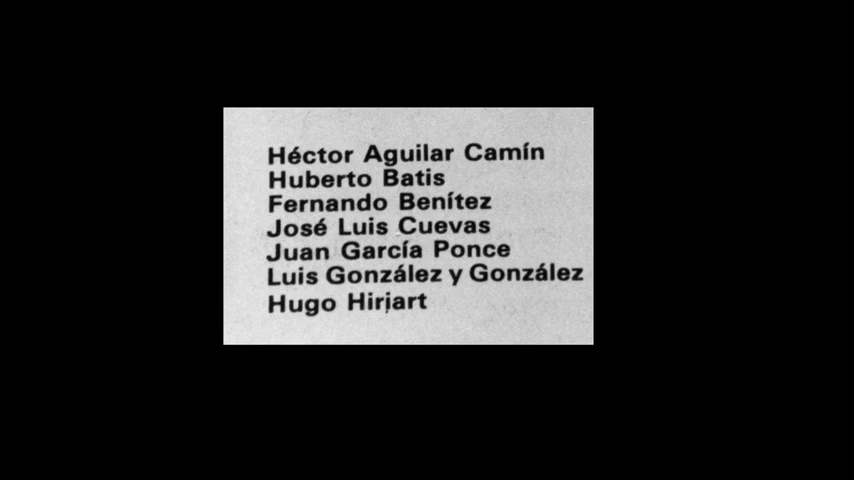 Héctor Aguilar Camín
Huberto Batis
Fernando Benítez
José Luis Cuevas
Juan García Ponce
Luis González y González
Hugo Hiriart